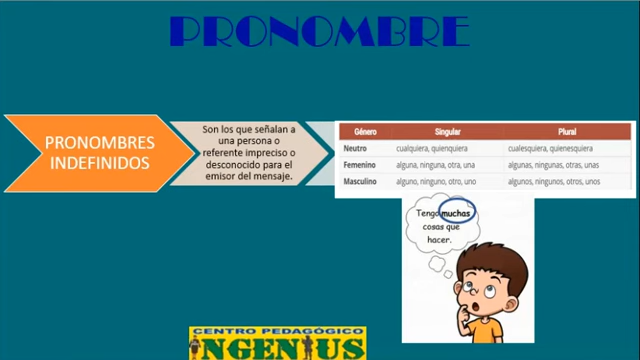 PRONOMBRE
PRONOMBRES
INDEFINIDOS
Son los que señalan a
una persona o
referente impreciso o
desconocido para el
emisor del mensaje.
Género Singular Plural
Neutro cualquiera, quienquiera cualesquiera, quienesquiera
Femenino alguna, ninguna, otra, una algunas, ningunas, otras, unas
Masculino alguno, ninguno, otro, uno algunos, ningunos, otros, unos
Tengo muchas
cosas que
hacer.
CENTRO PEDAGÓGICO
INGENIUS